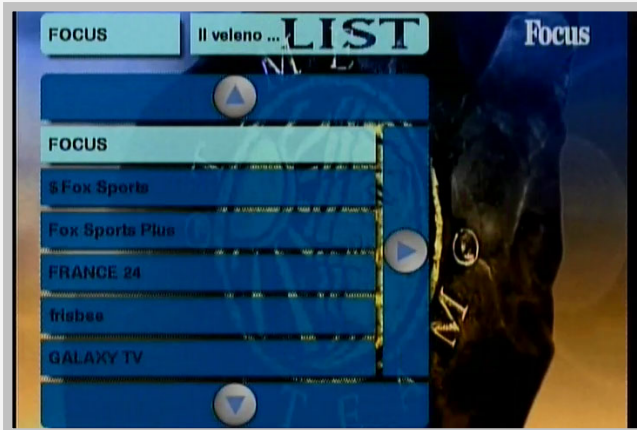 FOCUS
Il veleno ... LIST
Focus
FOCUS
$ Fox Sports
Fox Sports Plus
FRANCE 24
frisbee
GALAXY TV